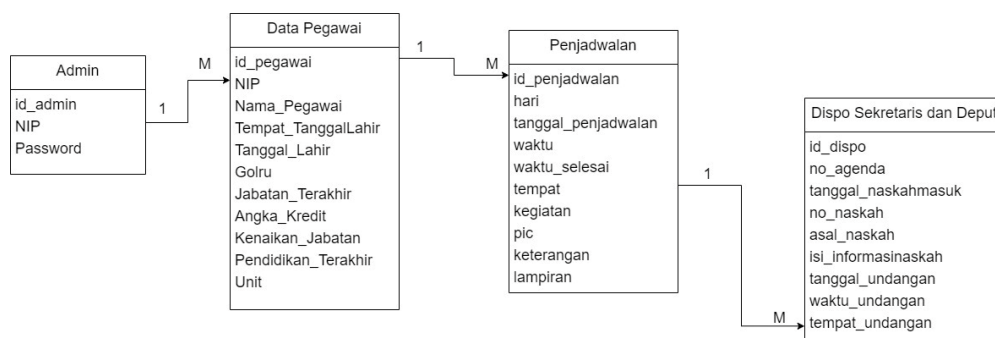 Admin
id_admin
NIP
Password
1
M
Data Pegawai
id_pegawai
NIP
Nama_Pegawai
Tempat_TanggalLahir
Tanggal_Lahir
Golru
Jabatan_Terakhir
Angka_Kredit
Kenaikan_Jabatan
Pendidikan_Terakhir
Unit
1
M
Penjadwalan
id_penjadwalan
hari
tanggal_penjadwalan
waktu
waktu_selesai
tempat
kegiatan
pic
keterangan
lampiran
1
M
Dispo Sekretaris dan
id_dispo
no_agenda
tanggal_naskahmasuk
no_naskah
asal_naskah
isi_informasinaskah
tanggal_undangan
waktu_undangan
tempat_undangan